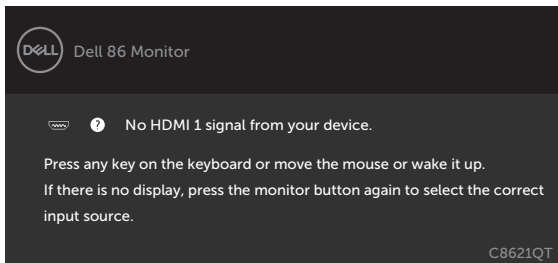 DELL
Dell 86 Monitor
? No HDMI 1 signal from your device.
Press any key on the keyboard or move the mouse or wake it up.
If there is no display, press the monitor button again to select the correct
input source.
C8621QT